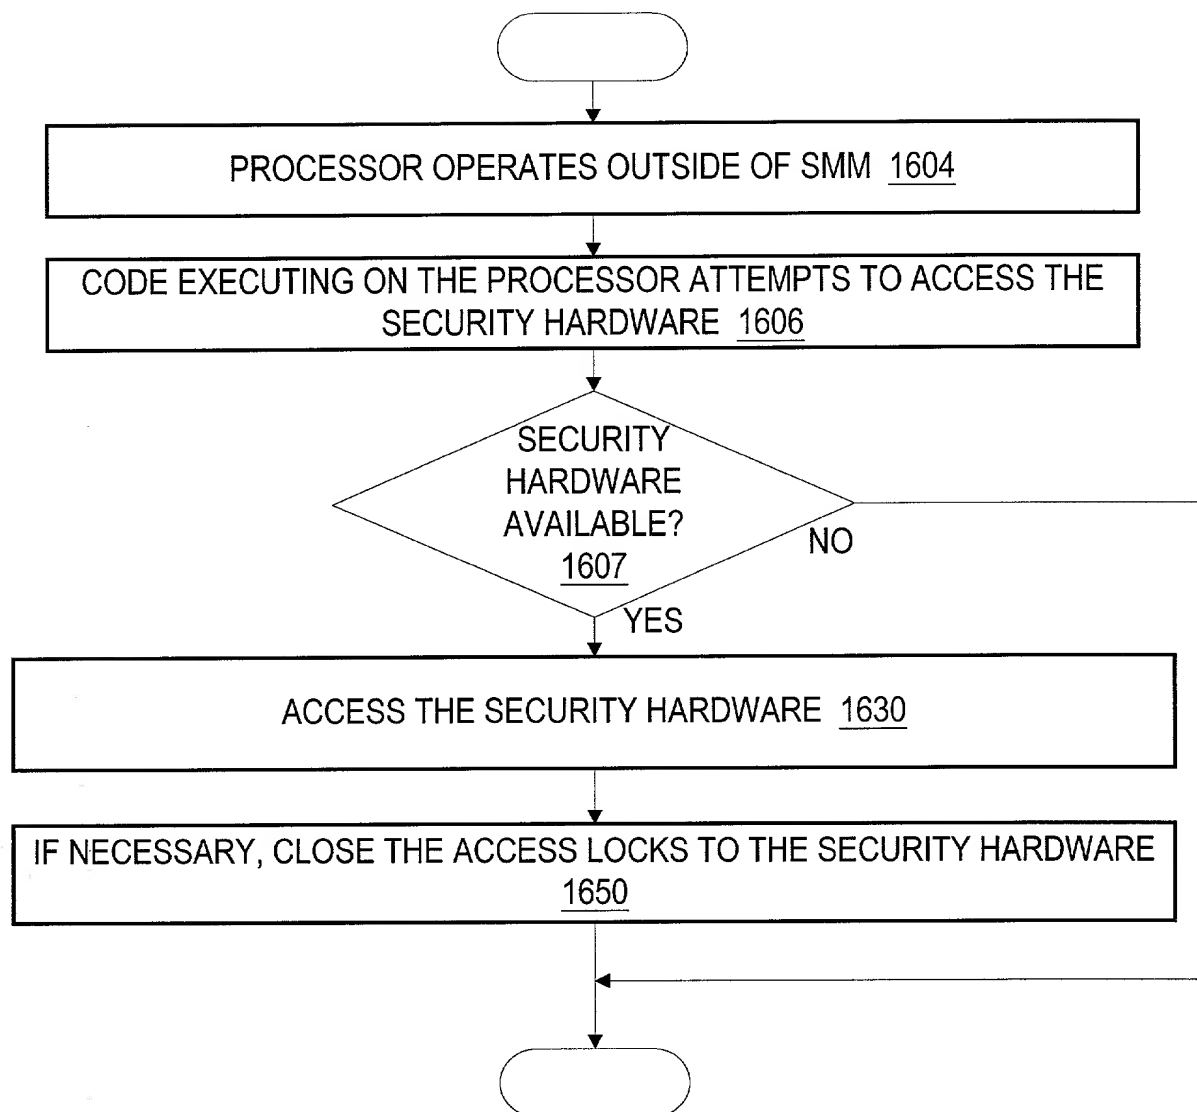 PROCESSOR OPERATES OUTSIDE OF SMM 1604
CODE EXECUTING ON THE PROCESSOR ATTEMPTS TO ACCESS THE
SECURITY HARDWARE 1606
SECURITY
HARDWARE
AVAILABLE?
1607
NO
YES
ACCESS THE SECURITY HARDWARE 1630
IF NECESSARY, CLOSE THE ACCESS LOCKS TO THE SECURITY HARDWARE
1650